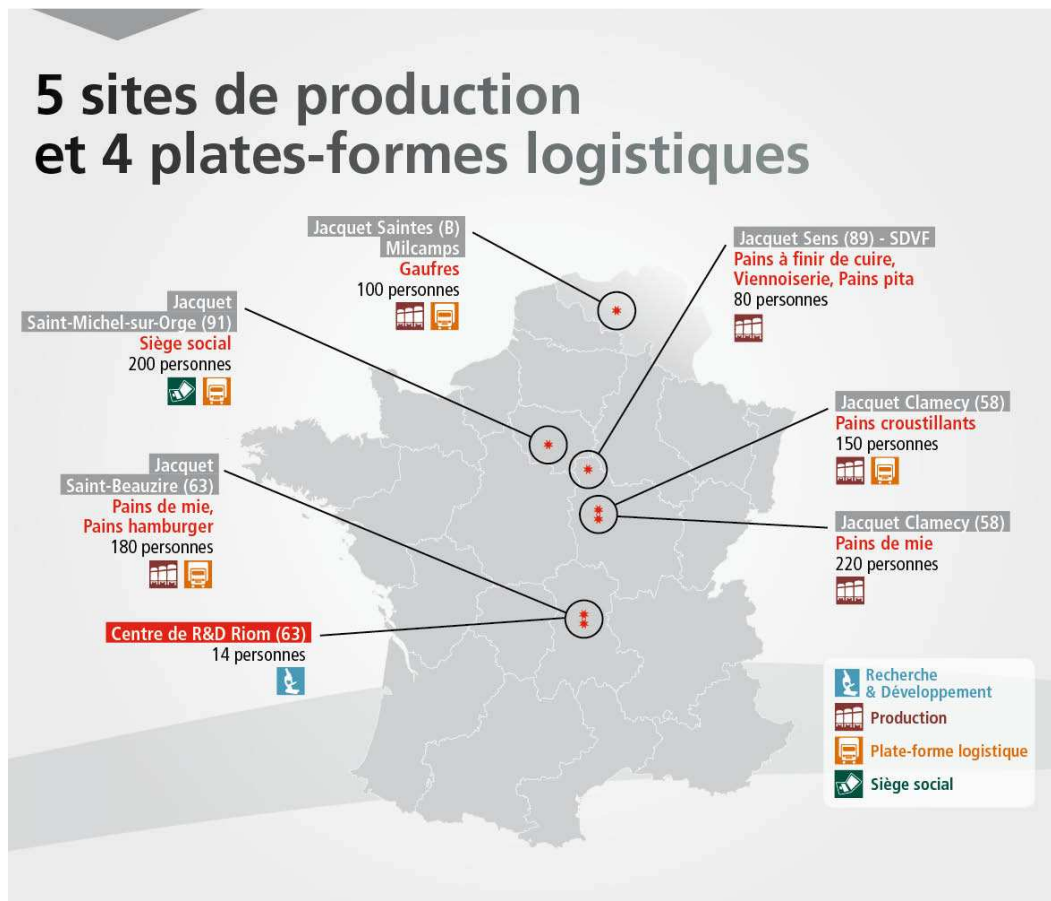 5 sites de production
et 4 plates-formes logistiques
Jacquet Saintes (B)
Milcamps
Gaufres
100 personnes
Jacquet Sens (89) - SDVF
Pains à finir de cuire,
Viennoiserie, Pains pita
80 personnes
Jacquet
Saint-Michel-sur-Orge (91)
Siège social
200 personnes
Jacquet Clamecy (58)
Pains croustillants
150 personnes
Jacquet
Saint-Beauzire (63)
Pains de mie,
Pains hamburger
180 personnes
Jacquet Clamecy (58)
Pains de mie
220 personnes
Centre de R&D Riom (63)
14 personnes
Recherche
& Développement
Production
Plate-forme logistique
Siège social